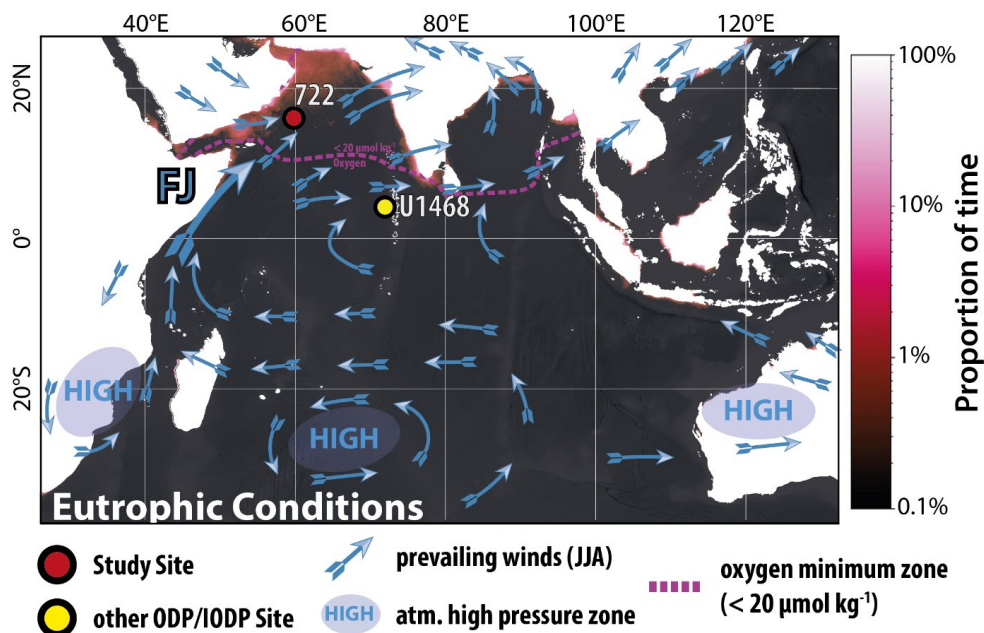 40°E 60°E 80°E 100°E 120°E
100%
20°N
722
< 20 µmol kg⁻¹
Oxygen
FJ
U1468
10%
0°
Proportion of time
1%
20°S
HIGH
HIGH
HIGH
Eutrophic Conditions
0.1%
Study Site
prevailing winds (JJA)
oxygen minimum zone
(< 20 µmol kg⁻¹)
other ODP/IODP Site
HIGH
atm. high pressure zone